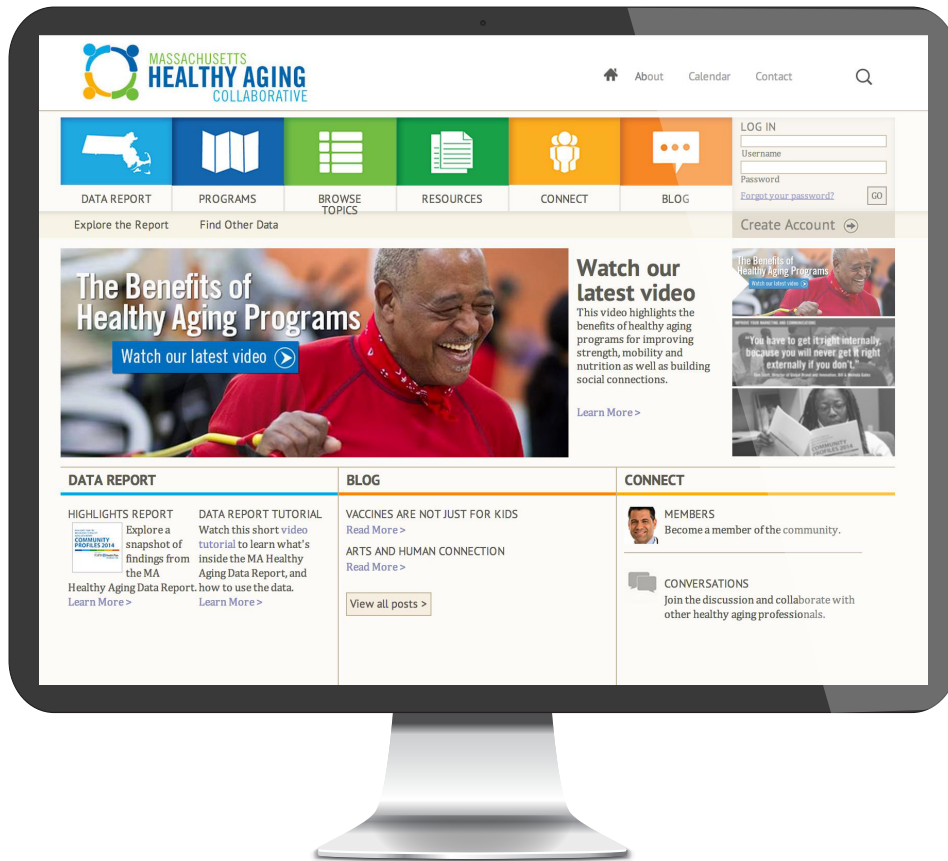 MASSACHUSETTS
HEALTHY AGING
COLLABORATIVE
About Calendar Contact
DATA REPORT
PROGRAMS
BROWSE
TOPICS
RESOURCES
CONNECT
BLOG
LOG IN
Username
Password
Forgot your password?
GO
Create Account
Explore the Report
Find Other Data
The Benefits of
Healthy Aging Programs
Watch our latest video
Watch our
latest video
This video highlights the
benefits of healthy aging
programs for improving
strength, mobility and
nutrition as well as building
social connections.
Learn More >
The Benefits of
Healthy Aging Programs
Watch our latest video
IMPROVE YOUR MARKETING AND COMMUNICATIONS
"You have to get it right internally,
because you will never get it right
externally if you don't."
COMMUNITY
PROFILES 2014
DATA REPORT
HIGHLIGHTS REPORT
COMMUNITY
PROFILES 2014
Explore a
snapshot of
findings from
the MA
Healthy Aging Data Report.
Learn More >
DATA REPORT TUTORIAL
Watch this short video
tutorial to learn what's
inside the MA Healthy
Aging Data Report, and
how to use the data.
Learn More >
BLOG
VACCINES ARE NOT JUST FOR KIDS
Read More >
ARTS AND HUMAN CONNECTION
Read More >
View all posts >
CONNECT
MEMBERS
Become a member of the community.
CONVERSATIONS
Join the discussion and collaborate with
other healthy aging professionals.